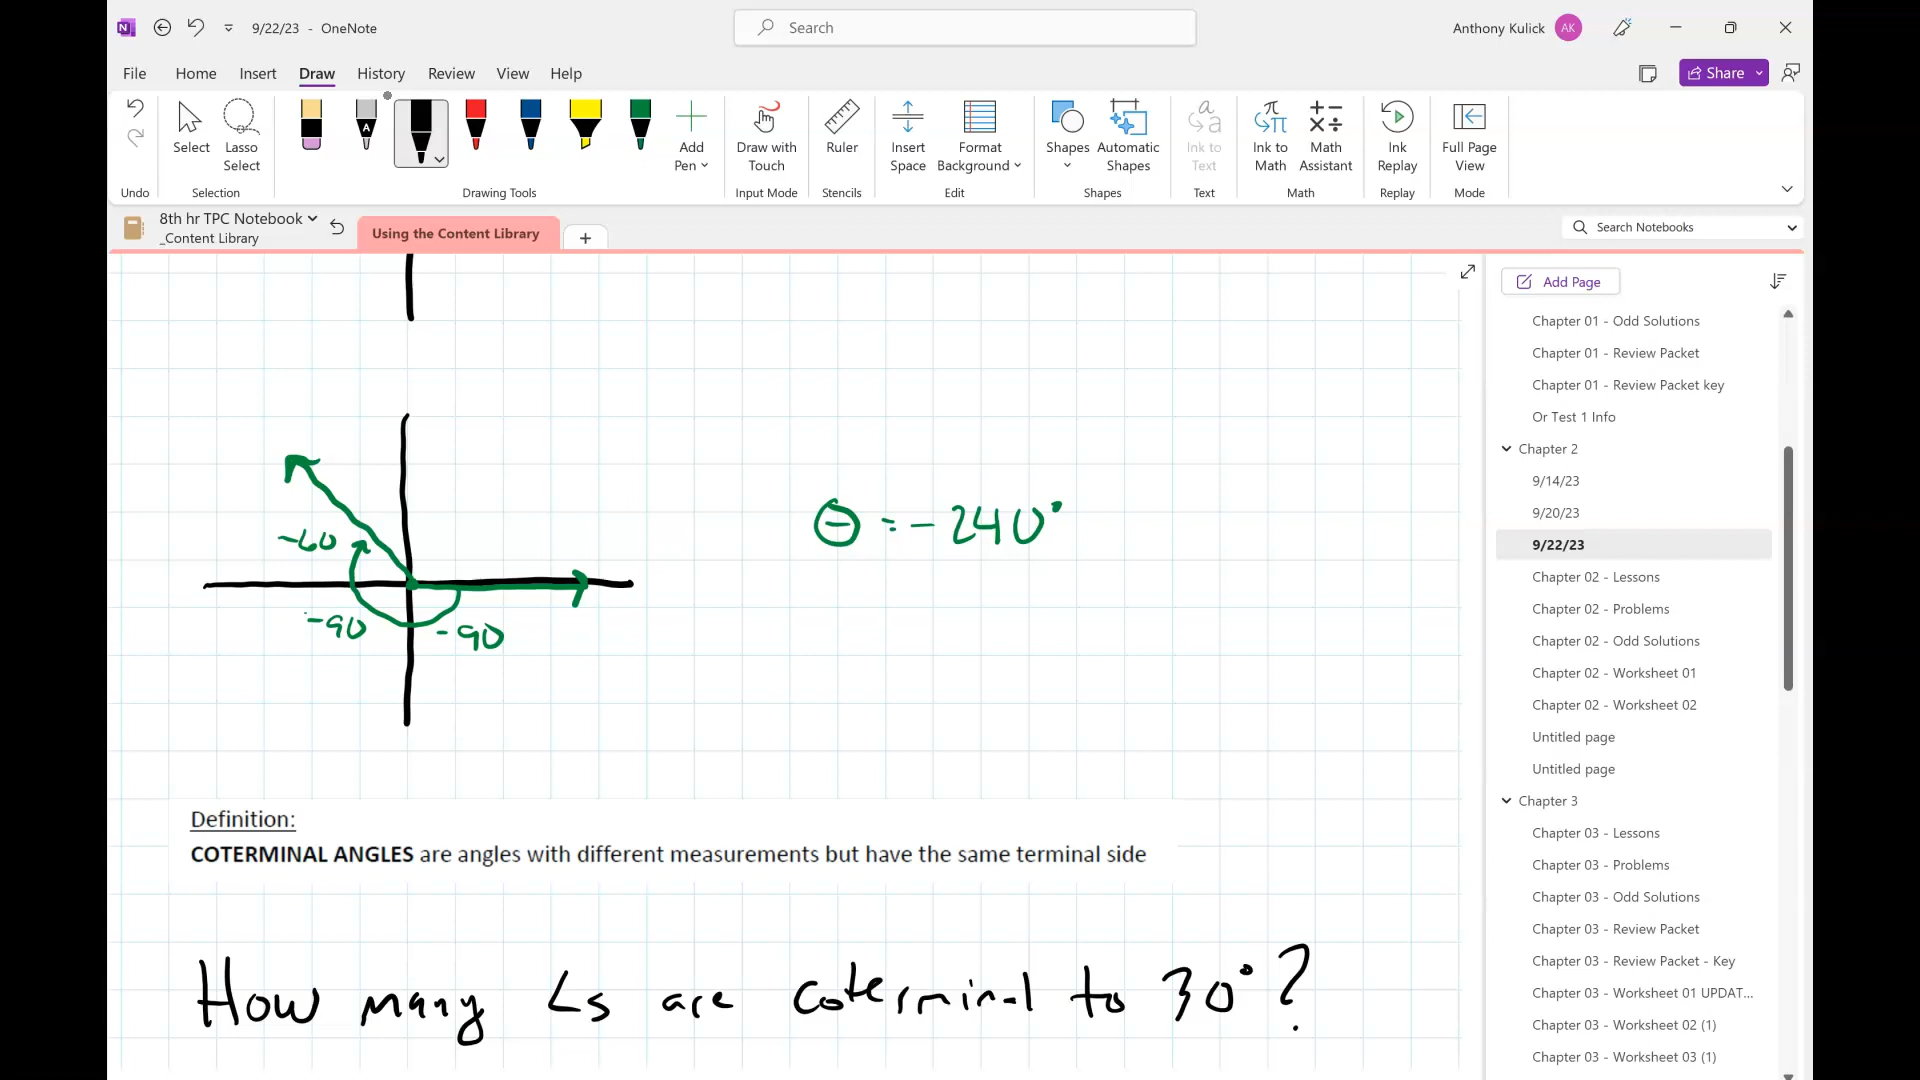 9/22/23 - OneNote
Search
Anthony Kulick AK
File Home Insert Draw History Review View Help
Share
A
Select
Lasso Select
Add Pen
Draw with Touch
Ruler
Insert Space
Format Background
Shapes
Automatic Shapes
Ink to Text
Ink to Math
Math Assistant
Ink Replay
Full Page View
Undo Selection Drawing Tools Input Mode Stencils Edit Shapes Text Math Replay Mode
8th hr TPC Notebook
_Content Library
Using the Content Library
Search Notebooks
-60
-90
-90
Θ = - 240°
Definition:
COTERMINAL ANGLES are angles with different measurements but have the same terminal side
How many ∠s are coterminal to 30°?
Add Page
Chapter 01 - Odd Solutions
Chapter 01 - Review Packet
Chapter 01 - Review Packet key
Or Test 1 Info
Chapter 2
9/14/23
9/20/23
9/22/23
Chapter 02 - Lessons
Chapter 02 - Problems
Chapter 02 - Odd Solutions
Chapter 02 - Worksheet 01
Chapter 02 - Worksheet 02
Untitled page
Untitled page
Chapter 3
Chapter 03 - Lessons
Chapter 03 - Problems
Chapter 03 - Odd Solutions
Chapter 03 - Review Packet
Chapter 03 - Review Packet - Key
Chapter 03 - Worksheet 01 UPDAT...
Chapter 03 - Worksheet 02 (1)
Chapter 03 - Worksheet 03 (1)